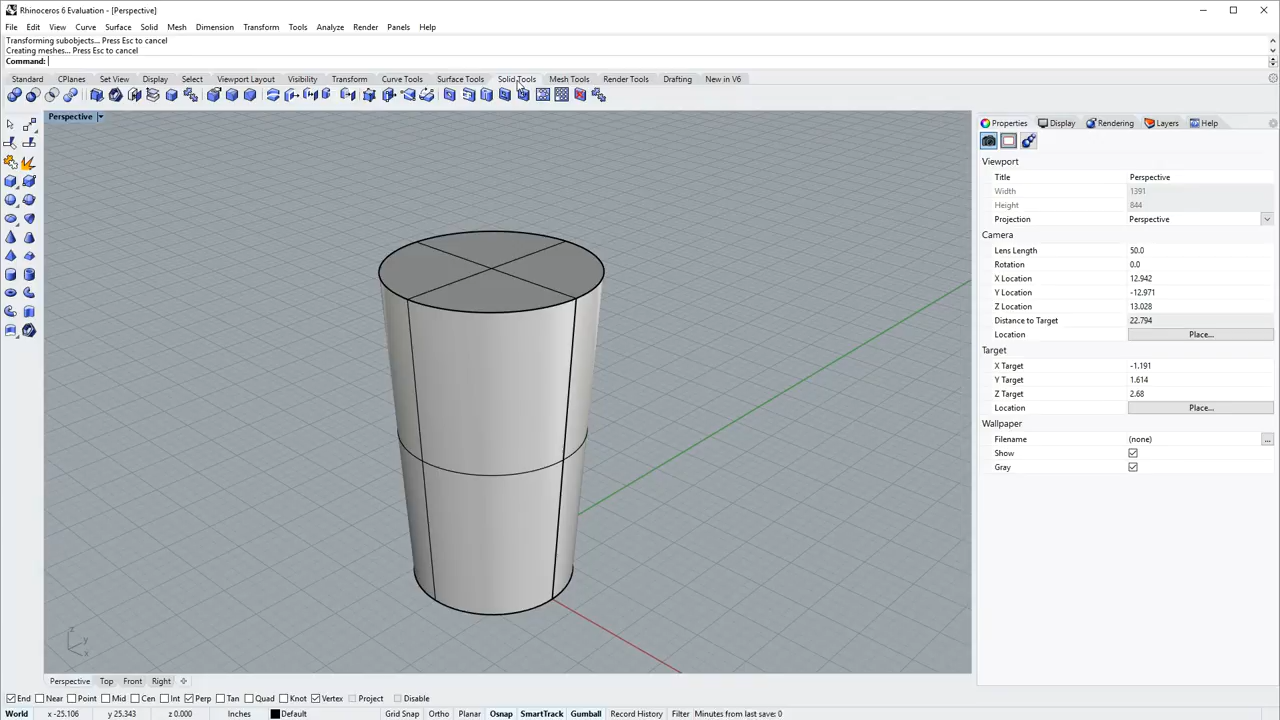 Rhinoceros 6 Evaluation - [Perspective]
File Edit View Curve Surface Solid Mesh Dimension Transform Tools Analyze Render Panels Help
Transforming subobjects... Press Esc to cancel
Creating meshes... Press Esc to cancel
Command:
Standard CPlanes Set View Display Select Viewport Layout Visibility Transform Curve Tools Surface Tools Solid Tools Mesh Tools Render Tools Drafting New in V6
Perspective
Properties Display Rendering Layers Help
Viewport
Title Perspective
Width 1391
Height 844
Projection Perspective
Camera
Lens Length 50.0
Rotation 0.0
X Location 12.942
Y Location -12.971
Z Location 13.028
Distance to Target 22.794
Location Place...
Target
X Target -1.191
Y Target 1.614
Z Target 2.68
Location Place...
Wallpaper
Filename (none) ...
Show
Gray
z
y
x
Perspective Top Front Right
End Near Point Mid Cen Int Perp Tan Quad Knot Vertex Project Disable
World x -25.106 y 25.343 z 0.000 Inches Default Grid Snap Ortho Planar Osnap SmartTrack Gumball Record History Filter Minutes from last save: 0